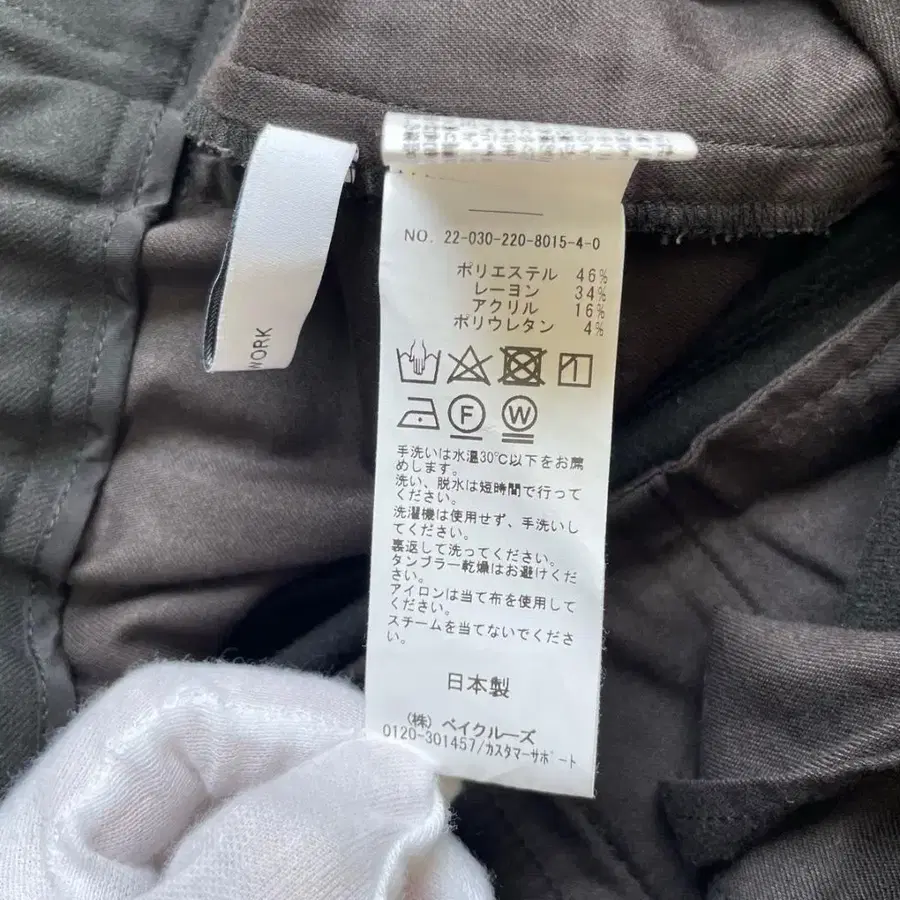 WORK
NO. 22-030-220-8015-4-0
ポリエステル 46%
レーヨン 34%
アクリル 16%
ポリウレタン 4%
F W
手洗いは水温30℃以下をお薦
めします。
洗い、脱水は短時間で行って
ください。
洗濯機は使用せず、手洗いし
てください。
裏返して洗ってください。
タンブラー乾燥はお避けくだ
さい。
アイロンは当て布を使用して
ください。
スチームを当てないでくださ
い。
日本製
(株) ベイクルーズ
0120-301457/カスタマーサポート